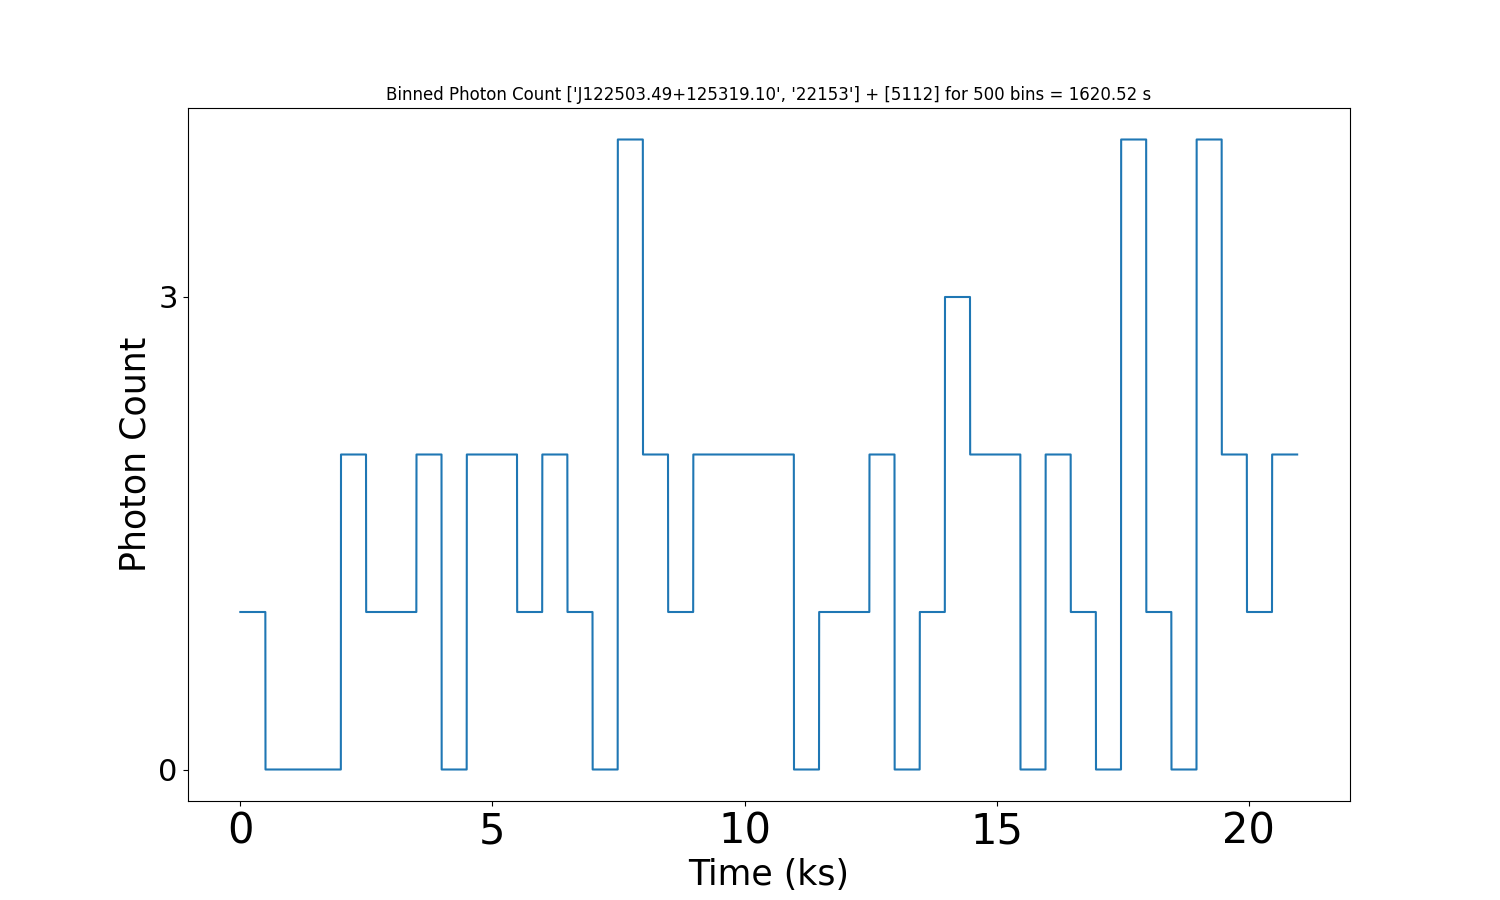 Binned Photon Count ['J122503.49+125319.10', '22153'] + [5112] for 500 bins = 1620.52 s
Photon Count
3
0
0 5 10 15 20
Time (ks)